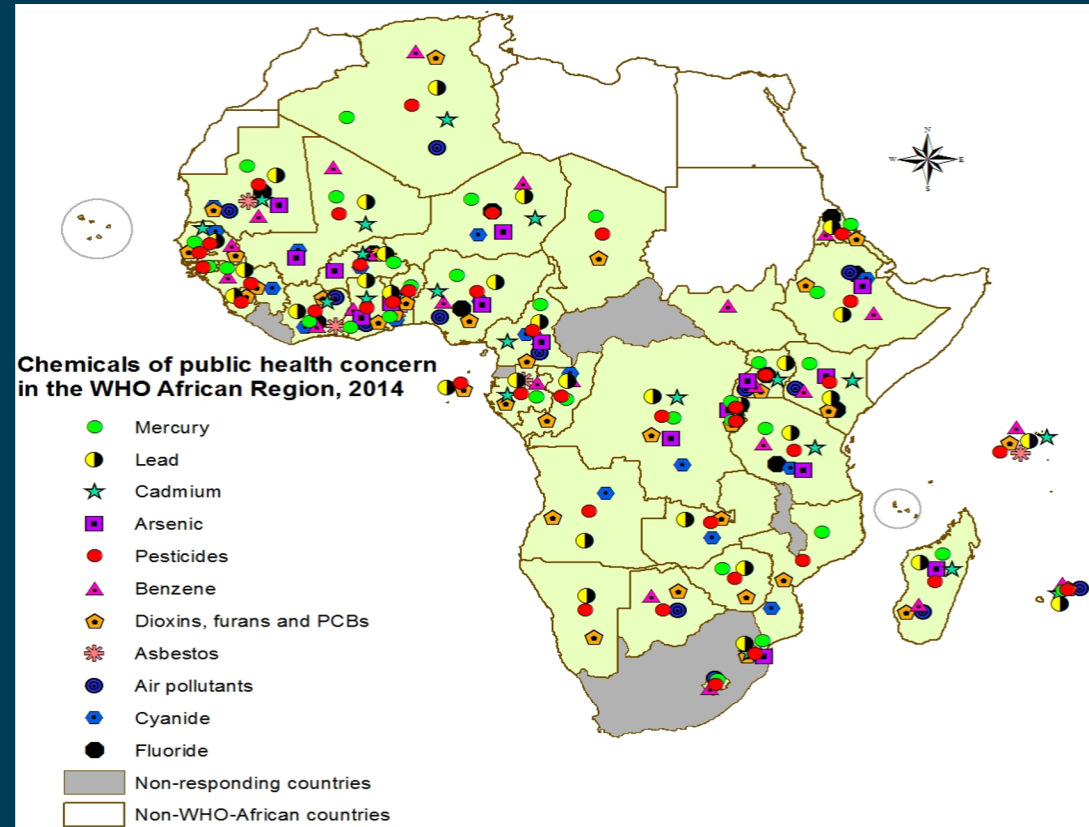 N
W
E
S
Chemicals of public health concern
in the WHO African Region, 2014
Mercury
Lead
Cadmium
Arsenic
Pesticides
Benzene
Dioxins, furans and PCBs
Asbestos
Air pollutants
Cyanide
Fluoride
Non-responding countries
Non-WHO-African countries